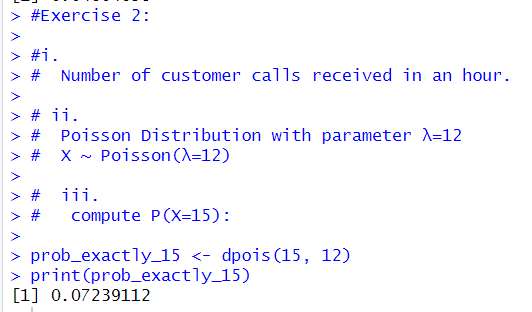 > #Exercise 2:
>
> #i.
> #  Number of customer calls received in an hour.
>
> # ii.
> #  Poisson Distribution with parameter λ=12
> #  X ~ Poisson(λ=12)
>
> #  iii.
> #   compute P(X=15):
>
> prob_exactly_15 <- dpois(15, 12)
> print(prob_exactly_15)
[1] 0.07239112